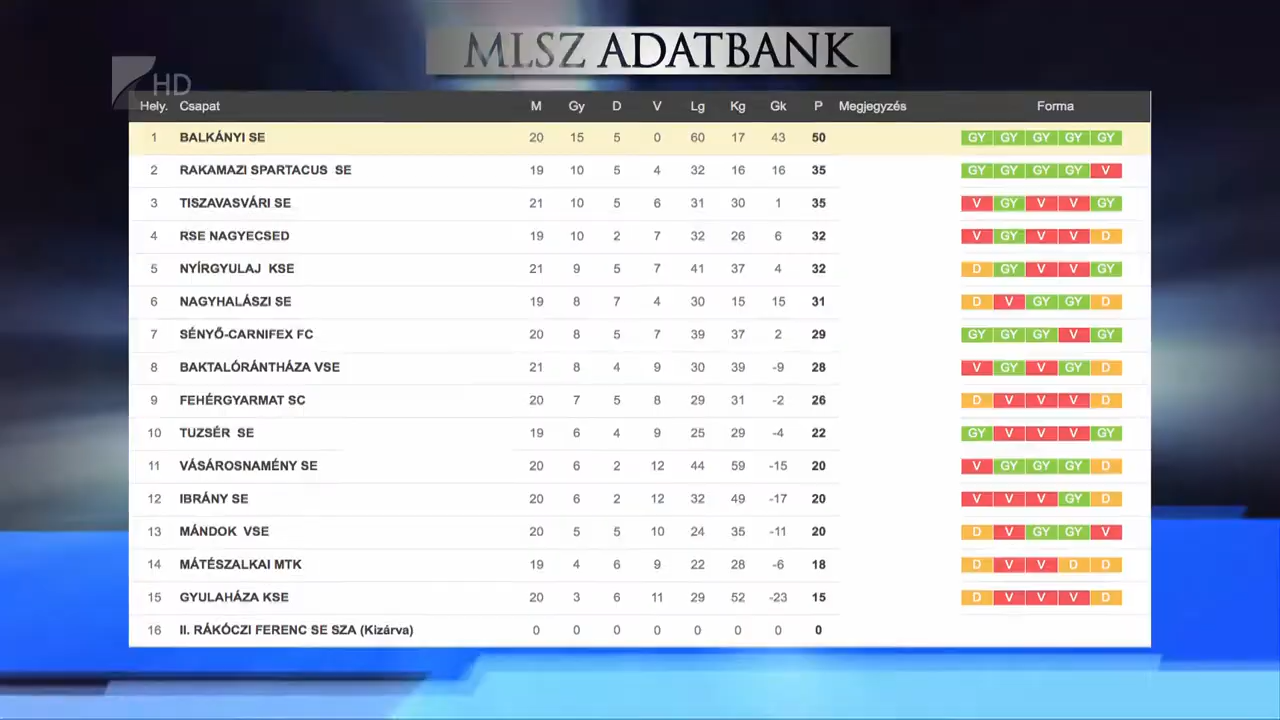 MLSZ ADATBANK
HD
Hely. Csapat M Gy D V Lg Kg Gk P Megjegyzés Forma
1 BALKÁNYI SE 20 15 5 0 60 17 43 50 GY GY GY GY GY
2 RAKAMAZI SPARTACUS SE 19 10 5 4 32 16 16 35 GY GY GY GY V
3 TISZAVASVÁRI SE 21 10 5 6 31 30 1 35 V GY V V GY
4 RSE NAGYECSED 19 10 2 7 32 26 6 32 V GY V V D
5 NYÍRGYULAJ KSE 21 9 5 7 41 37 4 32 D GY V V GY
6 NAGYHALÁSZI SE 19 8 7 4 30 15 15 31 D V GY GY D
7 SÉNYŐ-CARNIFEX FC 20 8 5 7 39 37 2 29 GY GY GY V GY
8 BAKTALÓRÁNTHÁZA VSE 21 8 4 9 30 39 -9 28 V GY V GY D
9 FEHÉRGYARMAT SC 20 7 5 8 29 31 -2 26 D V V V D
10 TUZSÉR SE 19 6 4 9 25 29 -4 22 GY V V V GY
11 VÁSÁROSNAMÉNY SE 20 6 2 12 44 59 -15 20 V GY GY GY D
12 IBRÁNY SE 20 6 2 12 32 49 -17 20 V V V GY D
13 MÁNDOK VSE 20 5 5 10 24 35 -11 20 D V GY GY V
14 MÁTÉSZALKAI MTK 19 4 6 9 22 28 -6 18 D V V D D
15 GYULAHÁZA KSE 20 3 6 11 29 52 -23 15 D V V V D
16 II. RÁKÓCZI FERENC SE SZA (Kizárva) 0 0 0 0 0 0 0 0